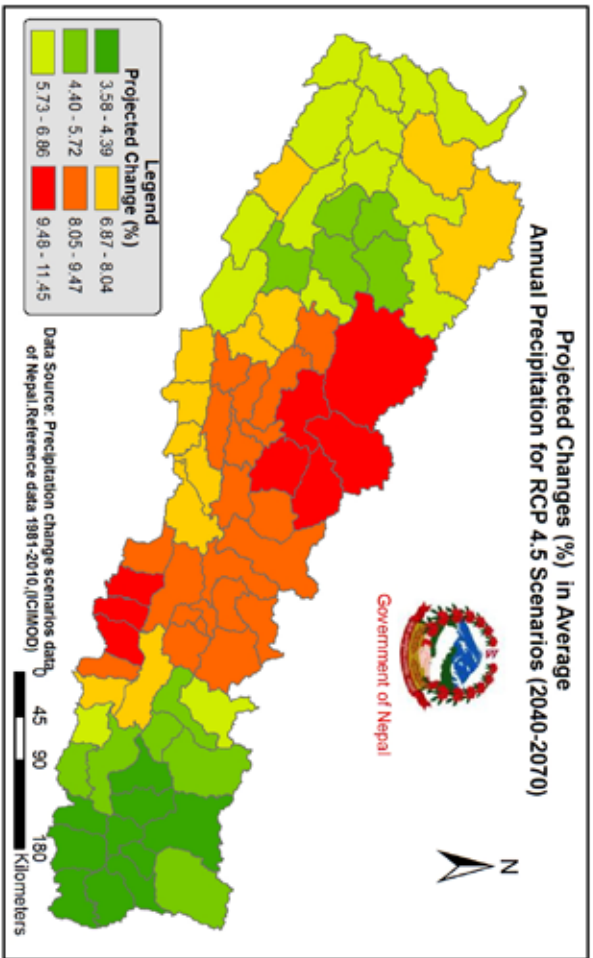 Projected Changes (%) in Average
Annual Precipitation for RCP 4.5 Scenarios (2040-2070)
N
Government of Nepal
Legend
Projected Change (%)
3.58 - 4.39
4.40 - 5.72
5.73 - 6.86
6.87 - 8.04
8.05 - 9.47
9.48 - 11.45
Data Source: Precipitation change scenarios data
of Nepal.Reference data 1981-2010,(ICIMOD)
0 45 90 180
Kilometers